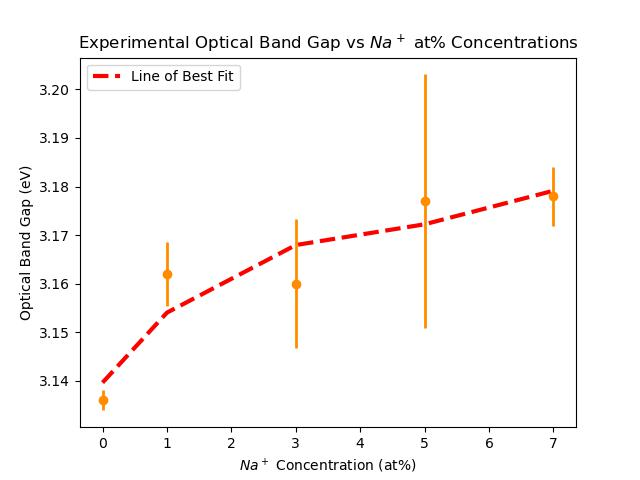 Experimental Optical Band Gap vs Na⁺ at% Concentrations
Line of Best Fit
3.20
3.19
3.18
3.17
3.16
3.15
3.14
Optical Band Gap (eV)
0 1 2 3 4 5 6 7
Na⁺ Concentration (at%)